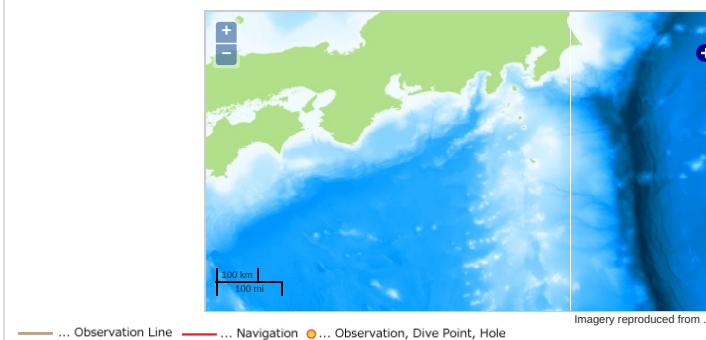 +
−
100 km
100 mi
Imagery reproduced from .
... Observation Line ... Navigation ... Observation, Dive Point, Hole